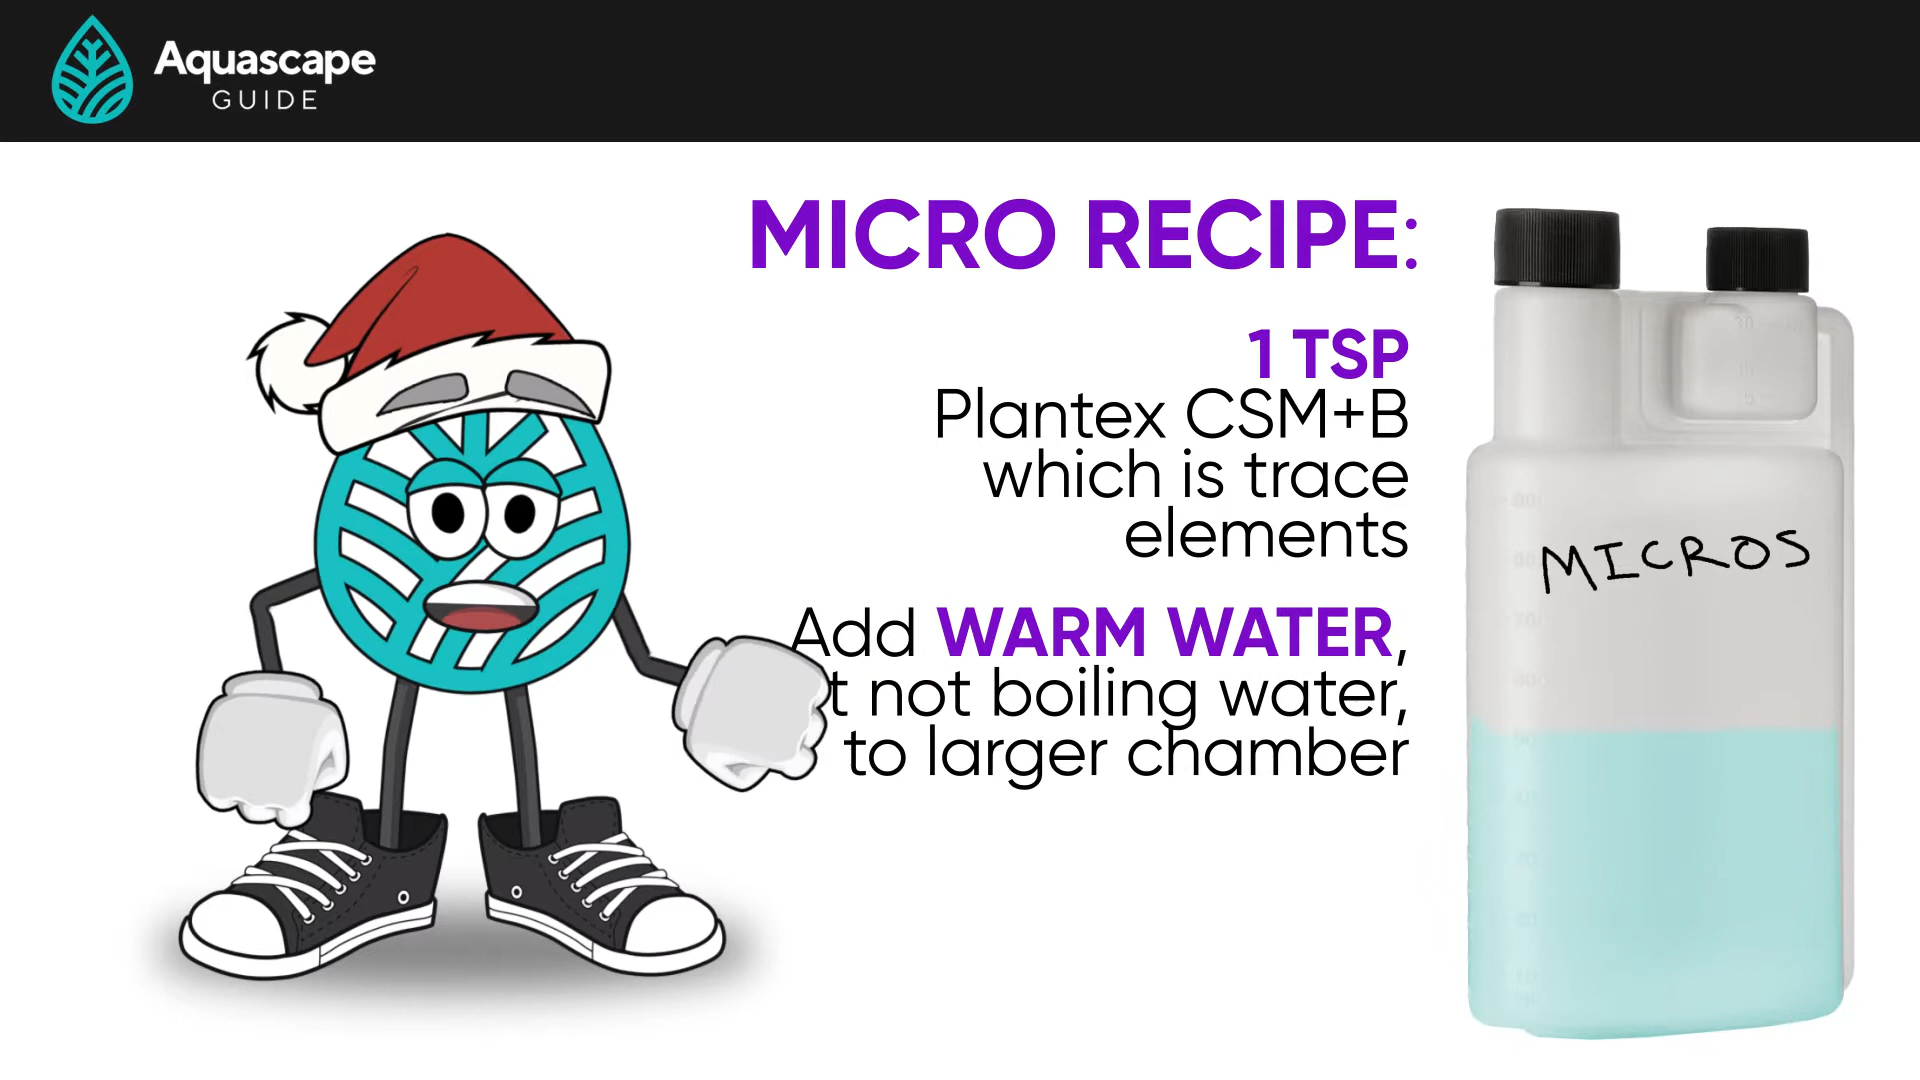 Aquascape
GUIDE
MICRO RECIPE:
1 TSP
Plantex CSM+B
which is trace
elements
Add WARM WATER,
t not boiling water,
to larger chamber
MICROS